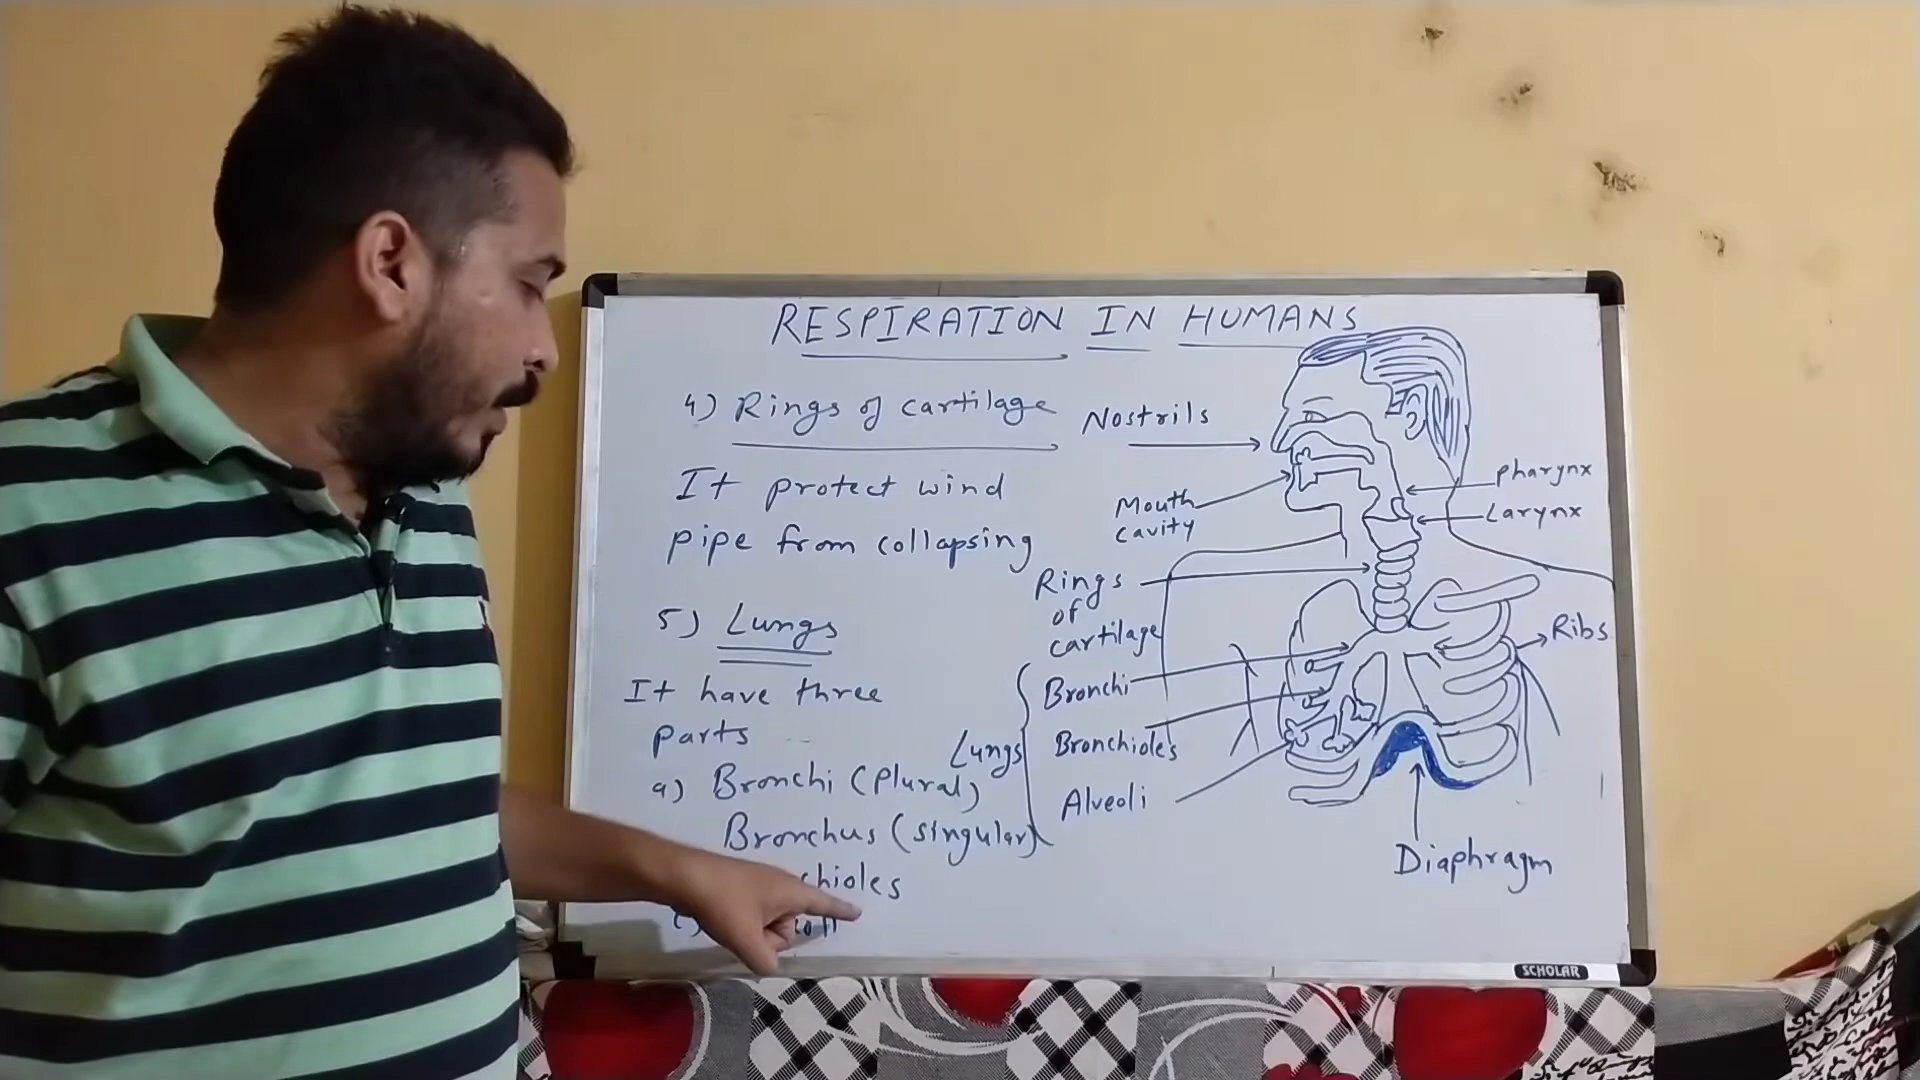 RESPIRATION IN HUMANS
4) Rings of cartilage
It protect wind
pipe from collapsing
5) Lungs
It have three
parts
a) Bronchi (plural)
Bronchus (singular)
Nostrils
Mouth
cavity
pharynx
Larynx
Rings
of
cartilage
Ribs
Lungs
Bronchi
Bronchioles
Alveoli
Diaphragm
SCHOLAR